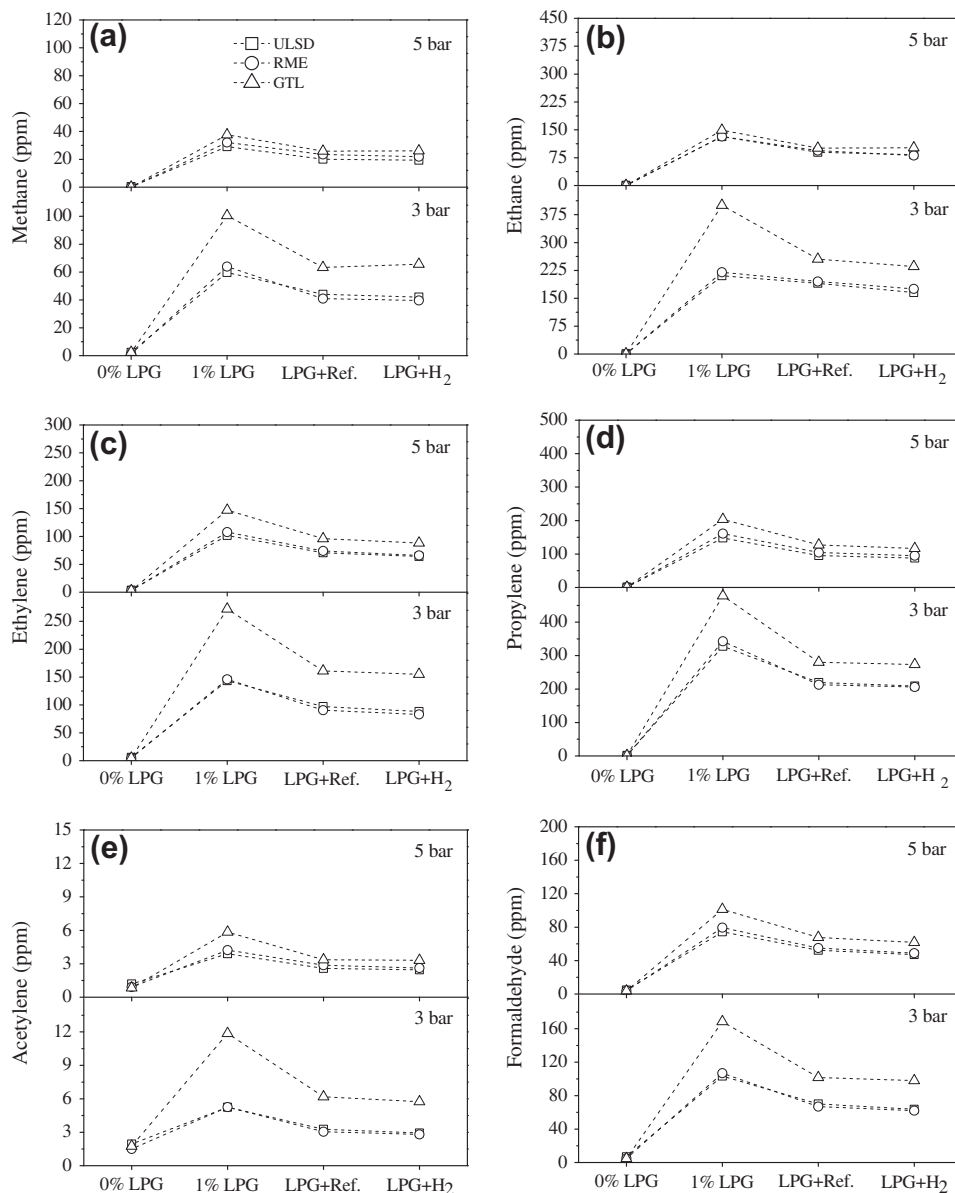 (a)
5 bar
ULSD
RME
GTL
120
100
80
60
40
20
0
3 bar
100
80
60
40
20
0
Methane (ppm)
0% LPG 1% LPG LPG+Ref. LPG+H2
(b)
5 bar
450
375
300
225
150
75
0
3 bar
375
300
225
150
75
0
Ethane (ppm)
0% LPG 1% LPG LPG+Ref. LPG+H2
(c)
5 bar
300
250
200
150
100
50
0
3 bar
250
200
150
100
50
0
Ethylene (ppm)
0% LPG 1% LPG LPG+Ref. LPG+H2
(d)
5 bar
500
400
300
200
100
0
3 bar
400
300
200
100
0
Propylene (ppm)
0% LPG 1% LPG LPG+Ref. LPG+H2
(e)
5 bar
15
12
9
6
3
0
3 bar
12
9
6
3
0
Acetylene (ppm)
0% LPG 1% LPG LPG+Ref. LPG+H2
(f)
5 bar
200
160
120
80
40
0
3 bar
160
120
80
40
0
Formaldehyde (ppm)
0% LPG 1% LPG LPG+Ref. LPG+H2